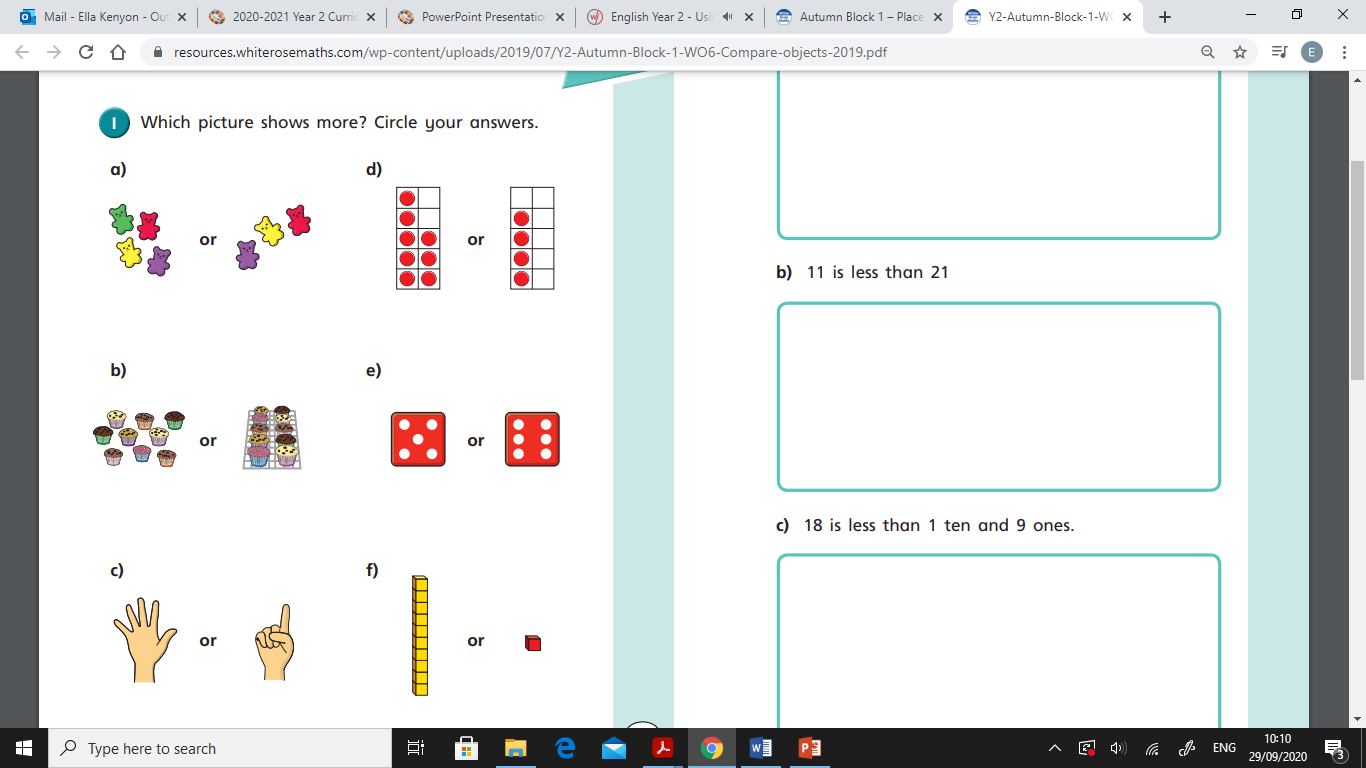 Mail - Ella Kenyon - Out
2020-2021 Year 2 Curric
PowerPoint Presentatio
English Year 2 - Usi
Autumn Block 1 – Place
Y2-Autumn-Block-1-WO
resources.whiterosemaths.com/wp-content/uploads/2019/07/Y2-Autumn-Block-1-WO6-Compare-objects-2019.pdf
E
1 Which picture shows more? Circle your answers.
a)
or
d)
or
b)
or
e)
or
c)
or
f)
or
b) 11 is less than 21
c) 18 is less than 1 ten and 9 ones.
Type here to search
ENG
10:10
29/09/2020
3